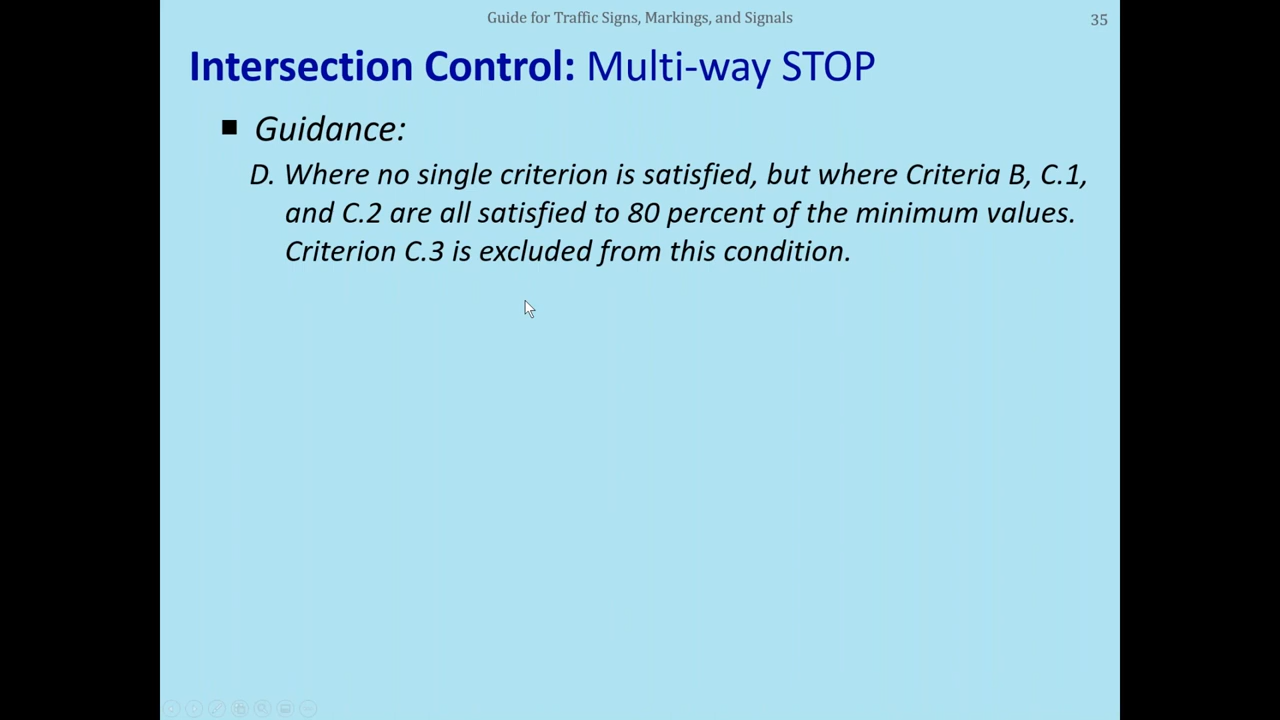 Guide for Traffic Signs, Markings, and Signals
35
Intersection Control: Multi-way STOP
Guidance:
D. Where no single criterion is satisfied, but where Criteria B, C.1,
and C.2 are all satisfied to 80 percent of the minimum values.
Criterion C.3 is excluded from this condition.